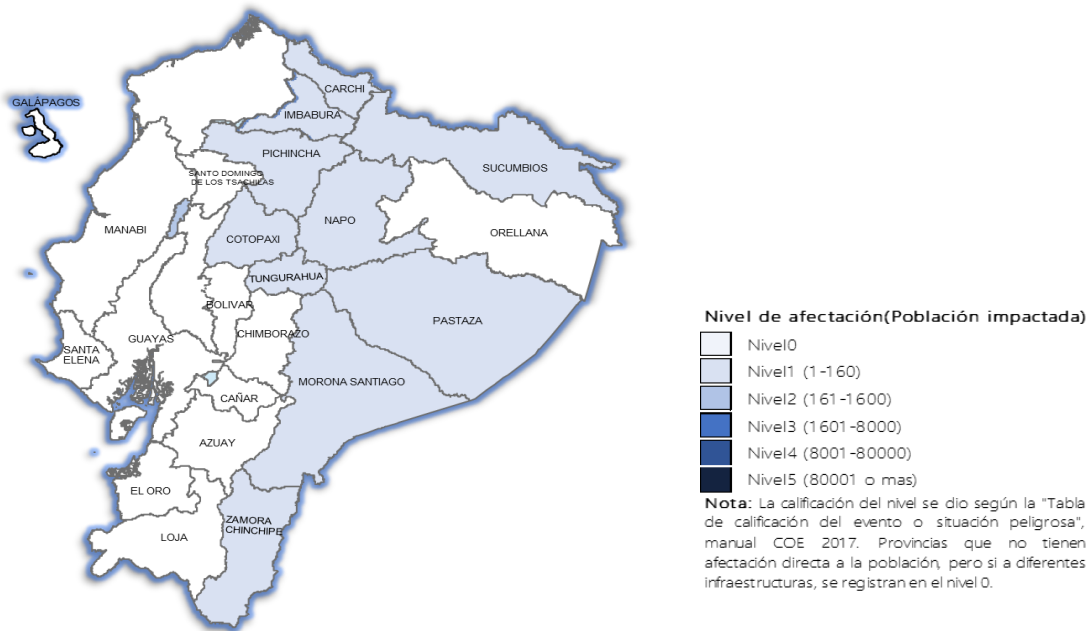 GALÁPAGOS
CARCHI
IMBABURA
PICHINCHA
SUCUMBIOS
SANTO DOMINGO
DE LOS TSACHILAS
NAPO
MANABI
ORELLANA
COTOPAXI
TUNGURAHUA
BOLIVAR
PASTAZA
CHIMBORAZO
GUAYAS
SANTA
ELENA
MORONA SANTIAGO
CAÑAR
AZUAY
EL ORO
ZAMORA
CHINCHIPE
LOJA
Nivel de afectación(Población impactada)
Nivel0
Nivel1 (1-160)
Nivel2 (161-1600)
Nivel3 (1601-8000)
Nivel4 (8001-80000)
Nivel5 (80001 o mas)
Nota: La calificación del nivel se dio según la "Tabla
de calificación del evento o situación peligrosa",
manual COE 2017. Provincias que no tienen
afectación directa a la población, pero si a diferentes
infraestructuras, se registran en el nivel 0.